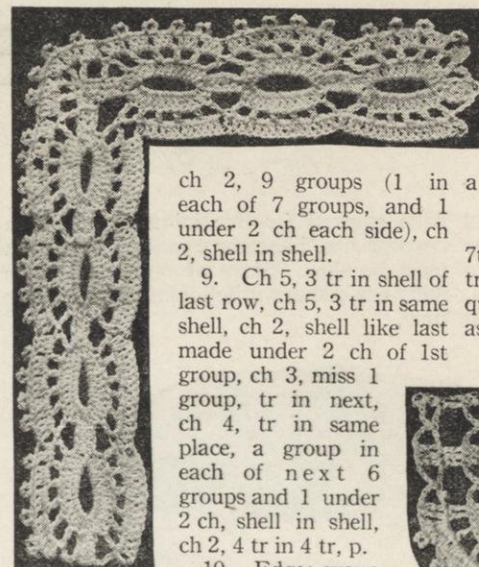 ch 2, 9 groups (1 in a
each of 7 groups, and 1
under 2 ch each side), ch
2, shell in shell. 7t
9. Ch 5, 3 tr in shell of tr
last row, ch 5, 3 tr in same q
shell, ch 2, shell like last as
made under 2 ch of 1st
group, ch 3, miss 1
group, tr in next,
ch 4, tr in same
place, a group in
each of next 6
groups and 1 under
2 ch, shell in shell,
ch 2, 4 tr in 4 tr, p.
10. Edge: